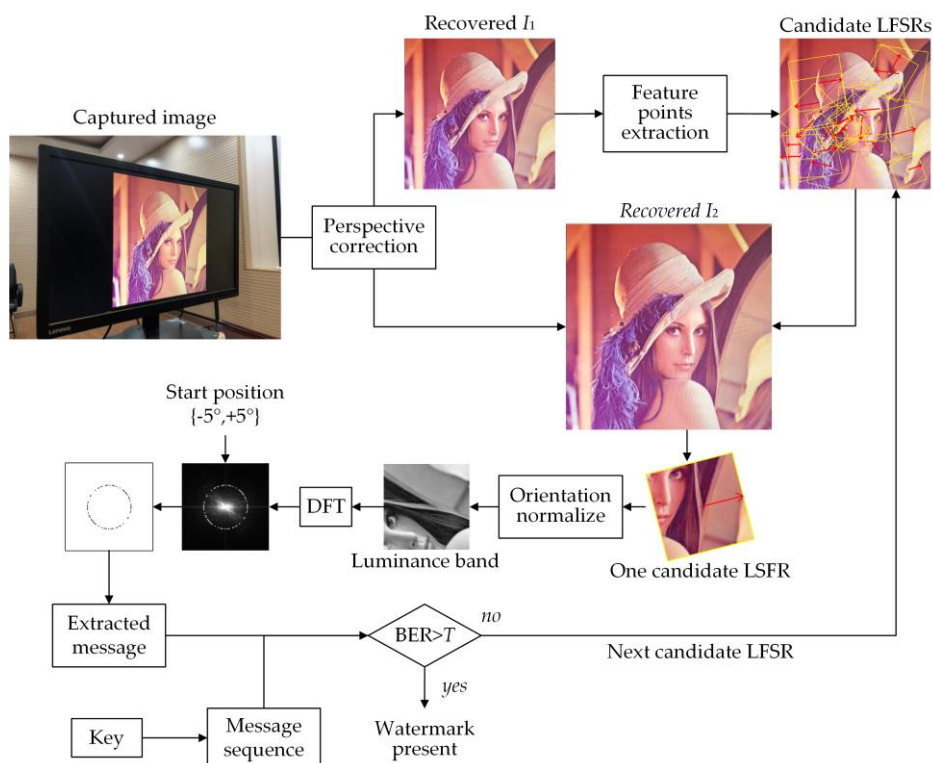 Recovered I1
Candidate LFSRs
Captured image
Feature
points
extraction
Recovered I2
Perspective
correction
Lenovo
Start position
{-5°,+5°}
DFT
Orientation
normalize
Luminance band
One candidate LSFR
Extracted
message
BER>T
no
Next candidate LFSR
yes
Key
Message
sequence
Watermark
present